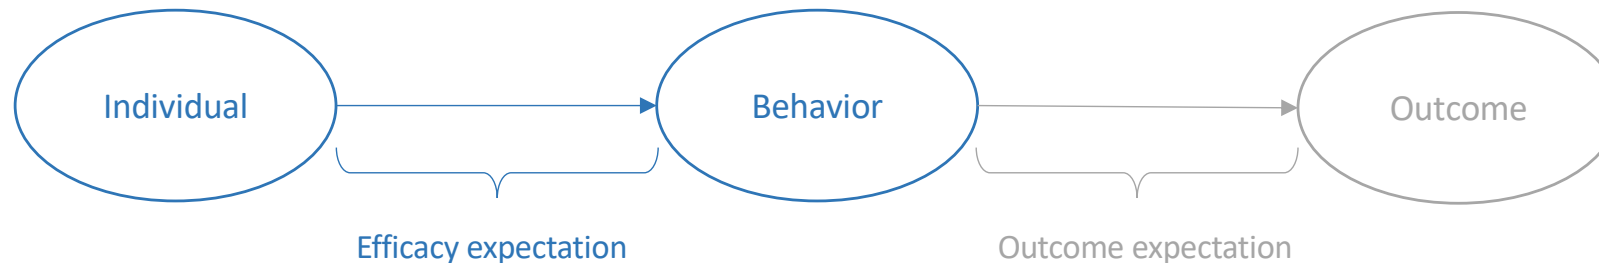 Individual
Behavior
Outcome
Efficacy expectation
Outcome expectation